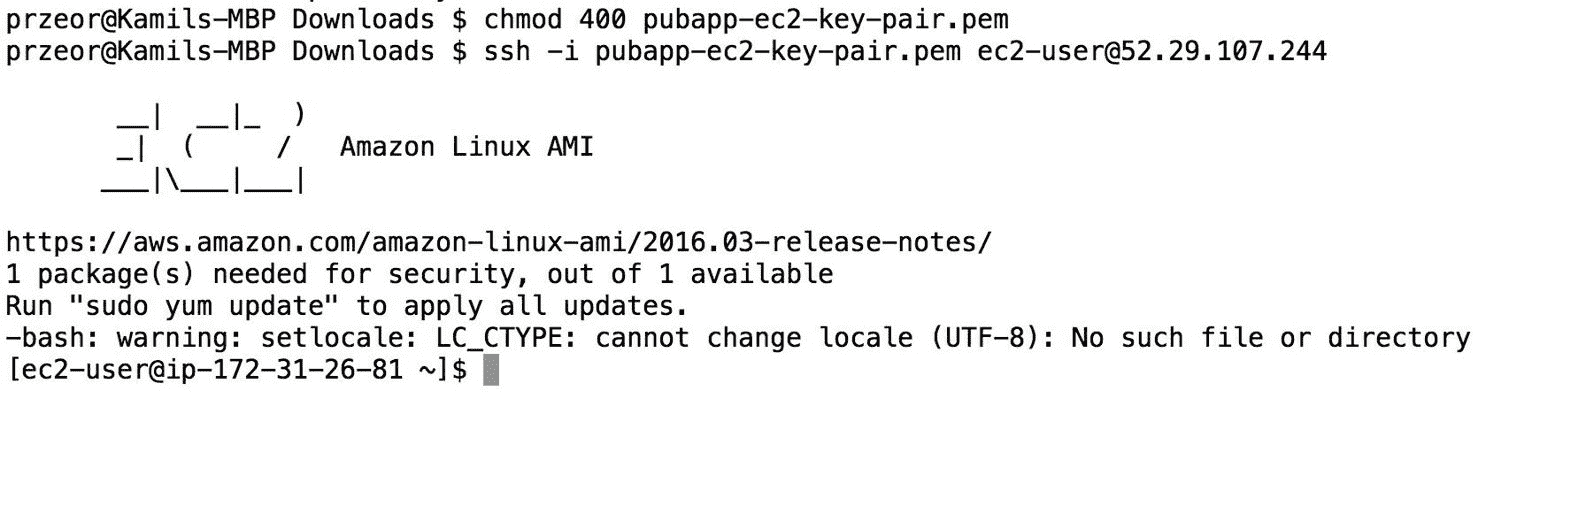 przeor@Kamils-MBP Downloads $ chmod 400 pubapp-ec2-key-pair.pem
przeor@Kamils-MBP Downloads $ ssh -i pubapp-ec2-key-pair.pem ec2-user@52.29.107.244
       __|  __|_  )
       _|  (     /   Amazon Linux AMI
      ___|\___|___|
https://aws.amazon.com/amazon-linux-ami/2016.03-release-notes/
1 package(s) needed for security, out of 1 available
Run "sudo yum update" to apply all updates.
-bash: warning: setlocale: LC_CTYPE: cannot change locale (UTF-8): No such file or directory
[ec2-user@ip-172-31-26-81 ~]$